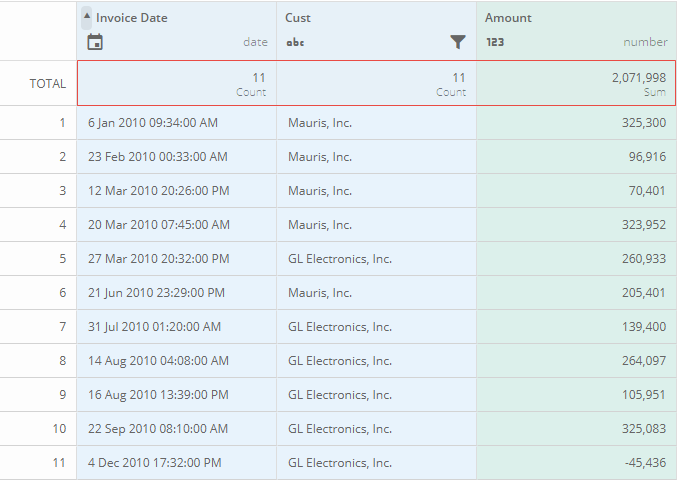 Invoice Date Cust Amount
date abc 123 number
TOTAL 11 11 2,071,998
Count Count Sum
1 6 Jan 2010 09:34:00 AM Mauris, Inc. 325,300
2 23 Feb 2010 00:33:00 AM Mauris, Inc. 96,916
3 12 Mar 2010 20:26:00 PM Mauris, Inc. 70,401
4 20 Mar 2010 07:45:00 AM Mauris, Inc. 323,952
5 27 Mar 2010 20:32:00 PM GL Electronics, Inc. 260,933
6 21 Jun 2010 23:29:00 PM Mauris, Inc. 205,401
7 31 Jul 2010 01:20:00 AM GL Electronics, Inc. 139,400
8 14 Aug 2010 04:08:00 AM GL Electronics, Inc. 264,097
9 16 Aug 2010 13:39:00 PM GL Electronics, Inc. 105,951
10 22 Sep 2010 08:10:00 AM GL Electronics, Inc. 325,083
11 4 Dec 2010 17:32:00 PM GL Electronics, Inc. -45,436